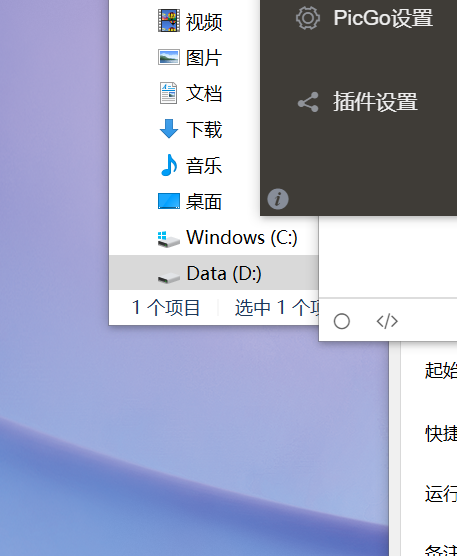 视频
图片
文档
下载
音乐
桌面
Windows (C:)
Data (D:)
1 个项目
选中 1 个
PicGo设置
插件设置
</>
起始
快捷
运行
备注